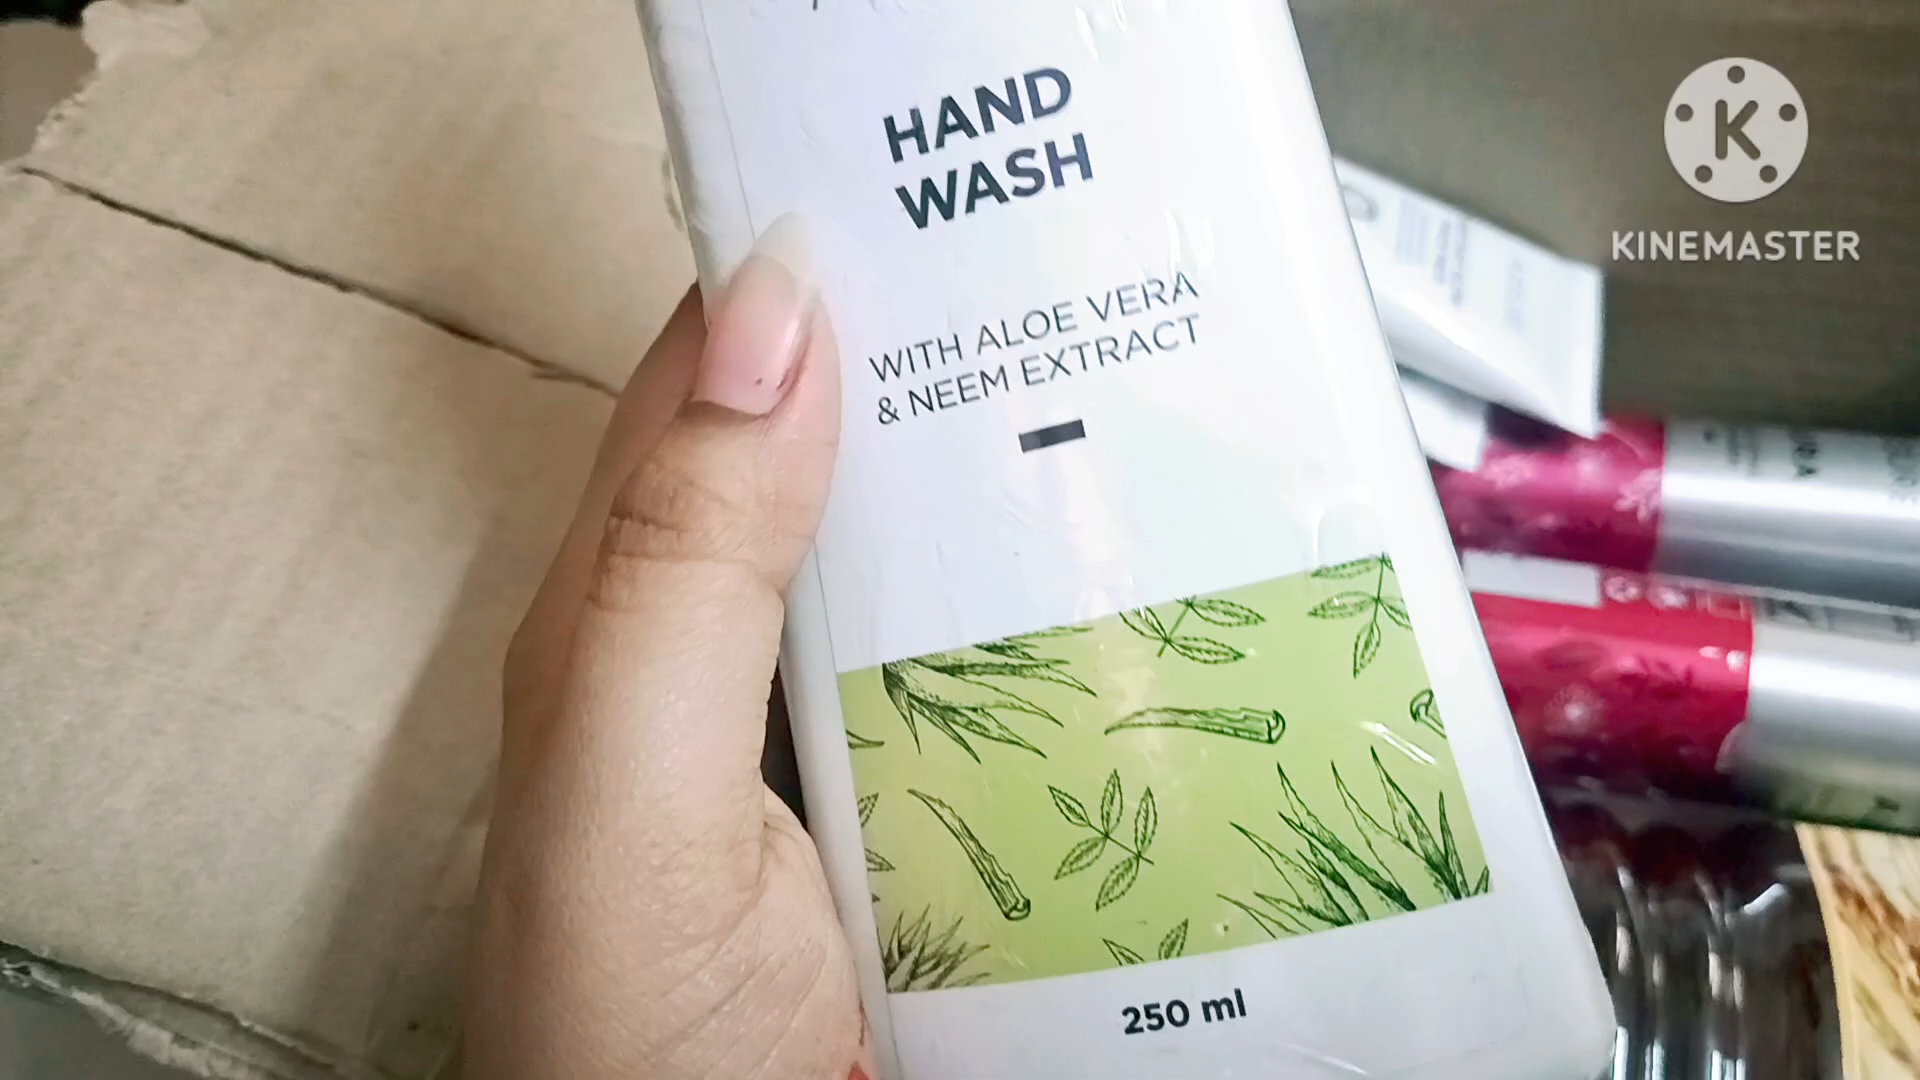 HAND
WASH
WITH ALOE VERA
& NEEM EXTRACT
250 ml
K
KINEMASTER